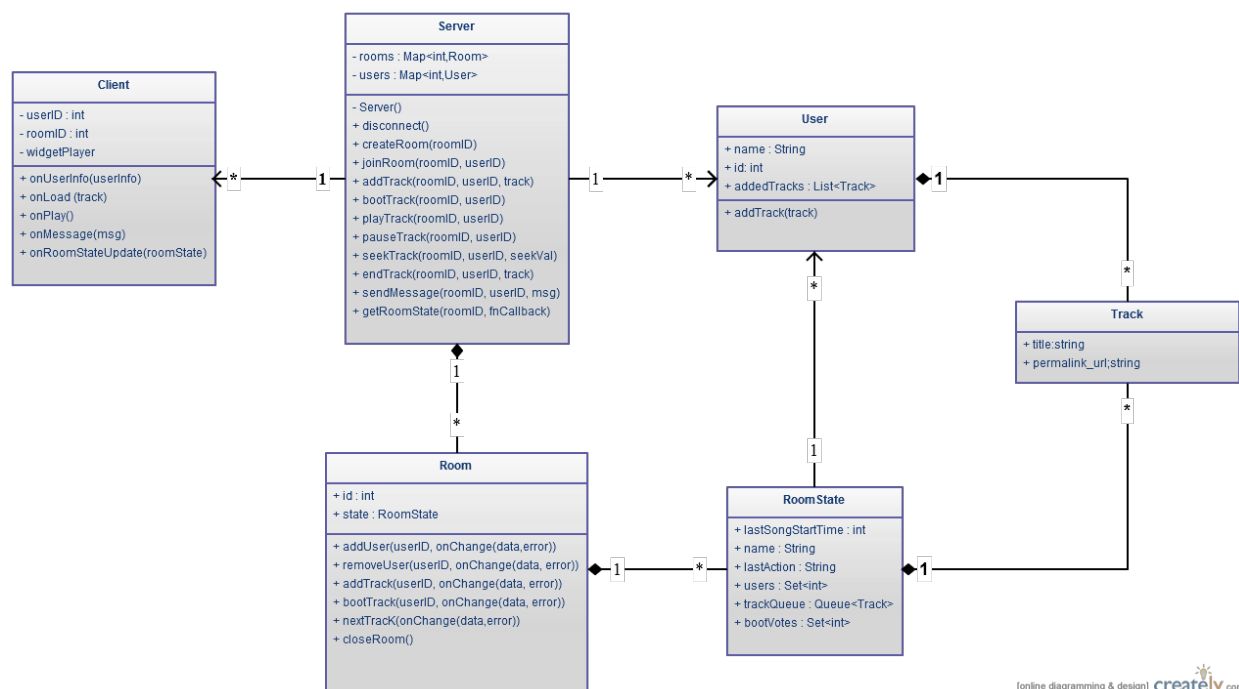 Server
- rooms : Map<int,Room>
- users : Map<int,User>
- Server()
+ disconnect()
+ createRoom(roomID)
+ joinRoom(roomID, userID)
+ addTrack(roomID, userID, track)
+ bootTrack(roomID, userID)
+ playTrack(roomID, userID)
+ pauseTrack(roomID, userID)
+ seekTrack(roomID, userID, seekVal)
+ endTrack(roomID, userID, track)
+ sendMessage(roomID, userID, msg)
+ getRoomState(roomID, fnCallback)
Client
- userID : int
- roomID : int
- widgetPlayer
+ onUserInfo(userInfo)
+ onLoad (track)
+ onPlay()
+ onMessage(msg)
+ onRoomStateUpdate(roomState)
* 1
1 *
User
+ name : String
+ id: int
+ addedTracks : List<Track>
+ addTrack(track)
1
*
Track
+ title:string
+ permalink_url;string
*
*
1
1
*
Room
+ id : int
+ state : RoomState
+ addUser(userID, onChange(data,error))
+ removeUser(userID, onChange(data, error))
+ addTrack(userID, onChange(data, error))
+ bootTrack(userID, onChange(data, error))
+ nextTracK(onChange(data,error))
+ closeRoom()
1 *
RoomState
+ lastSongStartTime : int
+ name : String
+ lastAction : String
+ users : Set<int>
+ trackQueue : Queue<Track>
+ bootVotes : Set<int>
1
[online diagramming & design] creately.com